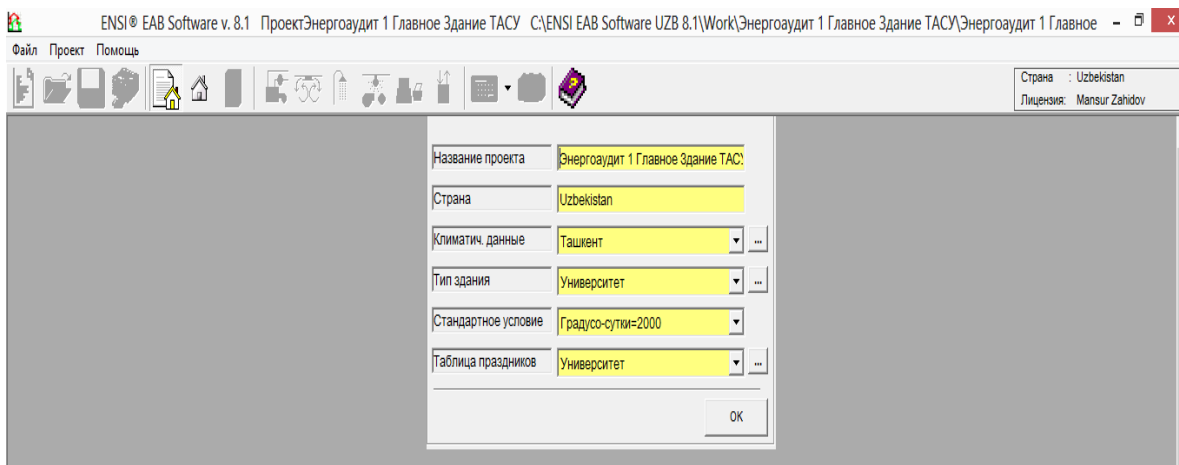 ENSI® EAB Software v. 8.1 ПроектЭнергоаудит 1 Главное Здание ТАСУ C:\ENSI EAB Software UZB 8.1\Work\Энергоаудит 1 Главное Здание ТАСУ\Энергоаудит 1 Главное
Файл Проект Помощь
Страна : Uzbekistan
Лицензия: Mansur Zahidov
Название проекта Энергоаудит 1 Главное Здание ТАСУ
Страна Uzbekistan
Климатич. данные Ташкент ...
Тип здания Университет ...
Стандартное условие Градусо-сутки=2000
Таблица праздников Университет ...
OK